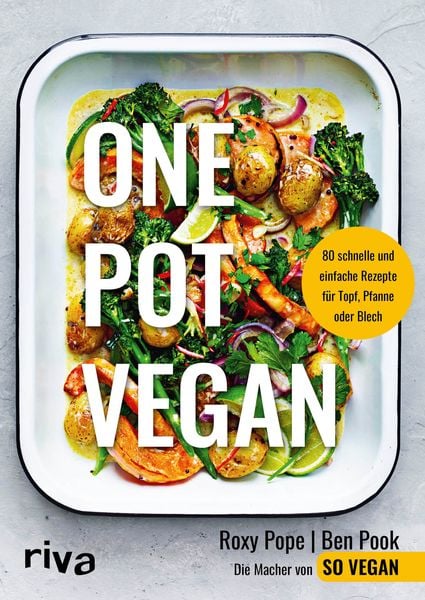 ONE
POT
VEGAN
80 schnelle und
einfache Rezepte
für Topf, Pfanne
oder Blech
Roxy Pope | Ben Pook
Die Macher von SO VEGAN
riva